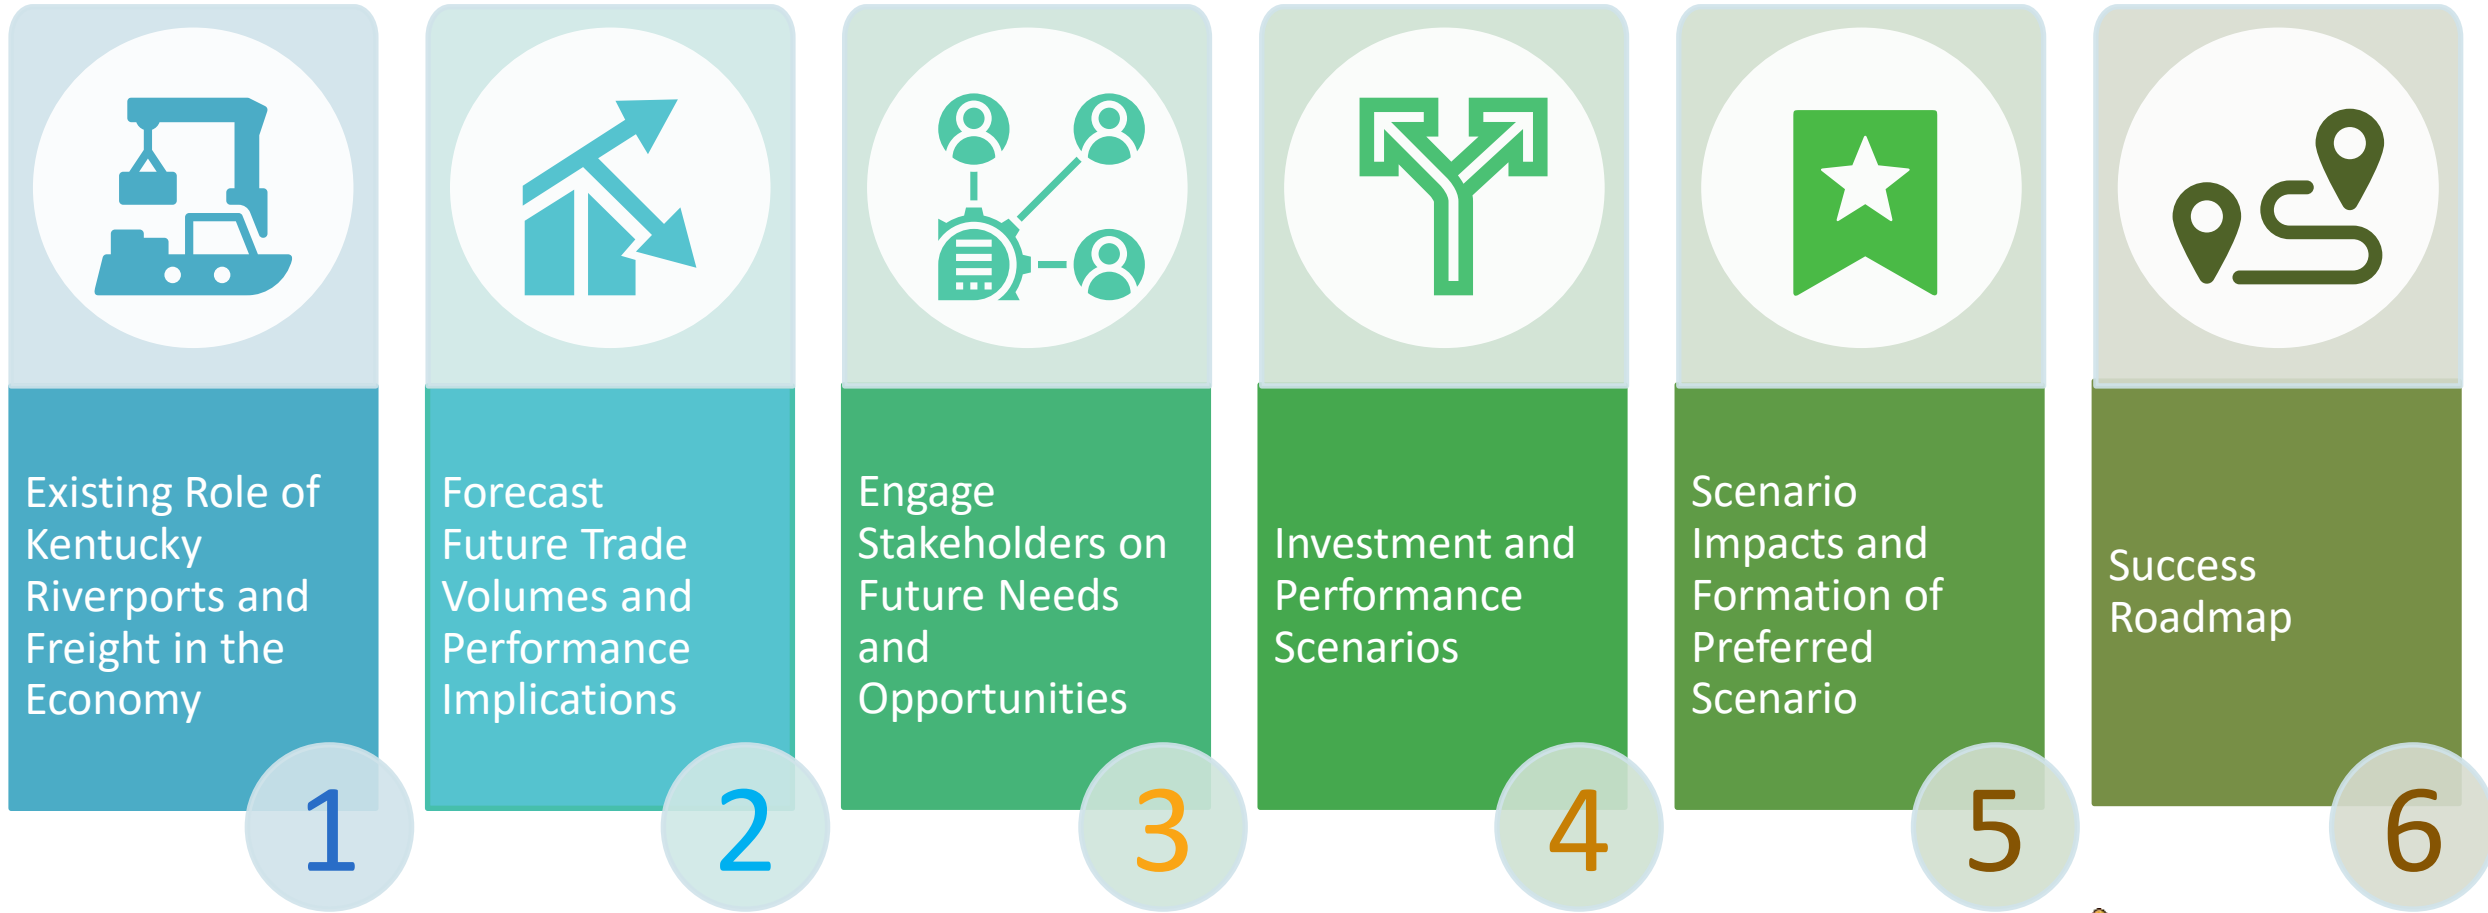 Existing Role of
Kentucky
Riverports and
Freight in the
Economy
1
Forecast
Future Trade
Volumes and
Performance
Implications
2
Engage
Stakeholders on
Future Needs
and
Opportunities
3
Investment and
Performance
Scenarios
4
Scenario
Impacts and
Formation of
Preferred
Scenario
5
Success
Roadmap
6